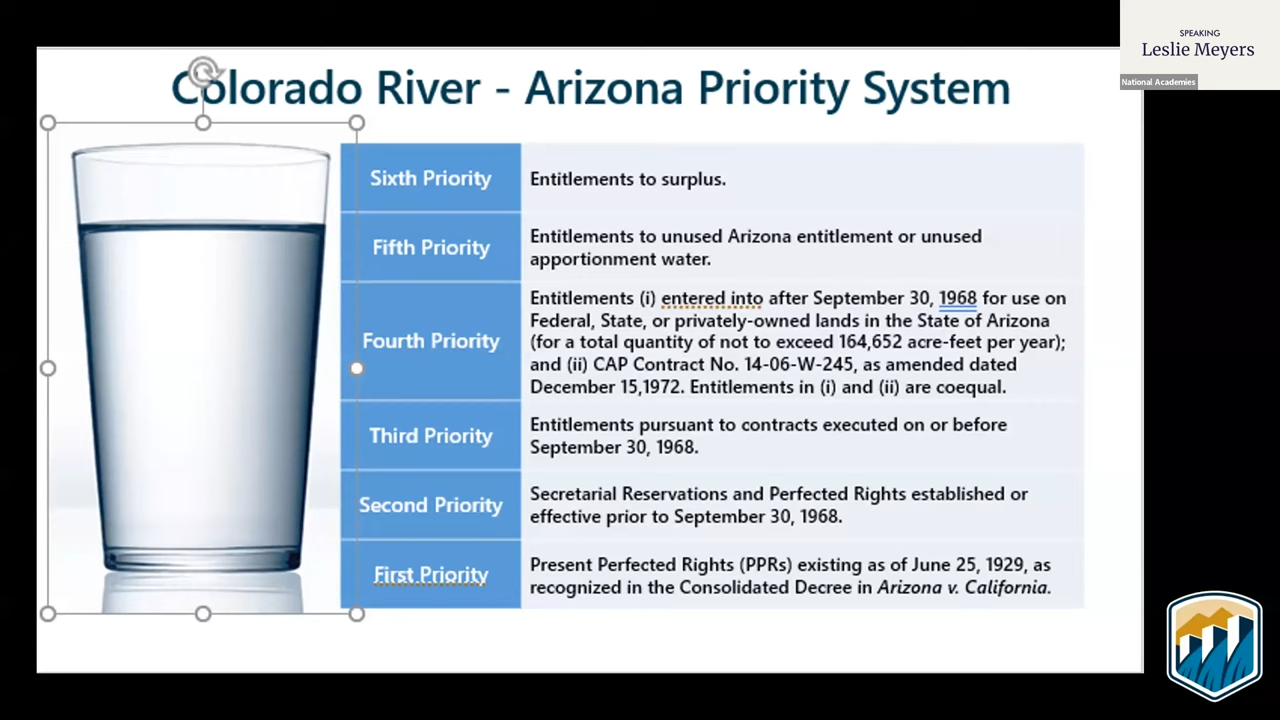 SPEAKING
Leslie Meyers
National Academies
Colorado River - Arizona Priority System
Sixth Priority
Entitlements to surplus.
Fifth Priority
Entitlements to unused Arizona entitlement or unused
apportionment water.
Fourth Priority
Entitlements (i) entered into after September 30, 1968 for use on
Federal, State, or privately-owned lands in the State of Arizona
(for a total quantity of not to exceed 164,652 acre-feet per year);
and (ii) CAP Contract No. 14-06-W-245, as amended dated
December 15,1972. Entitlements in (i) and (ii) are coequal.
Third Priority
Entitlements pursuant to contracts executed on or before
September 30, 1968.
Second Priority
Secretarial Reservations and Perfected Rights established or
effective prior to September 30, 1968.
First Priority
Present Perfected Rights (PPRs) existing as of June 25, 1929, as
recognized in the Consolidated Decree in Arizona v. California.